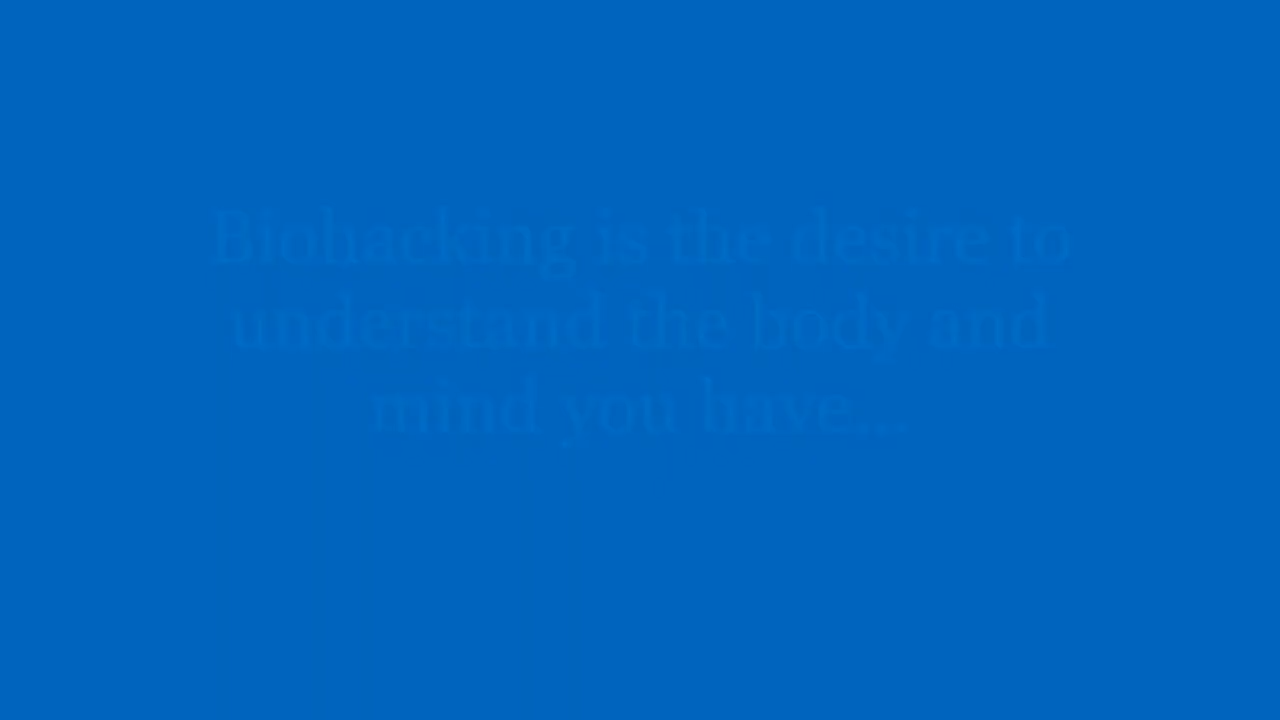 Biohacking is the desire to
understand the body and
mind you have...